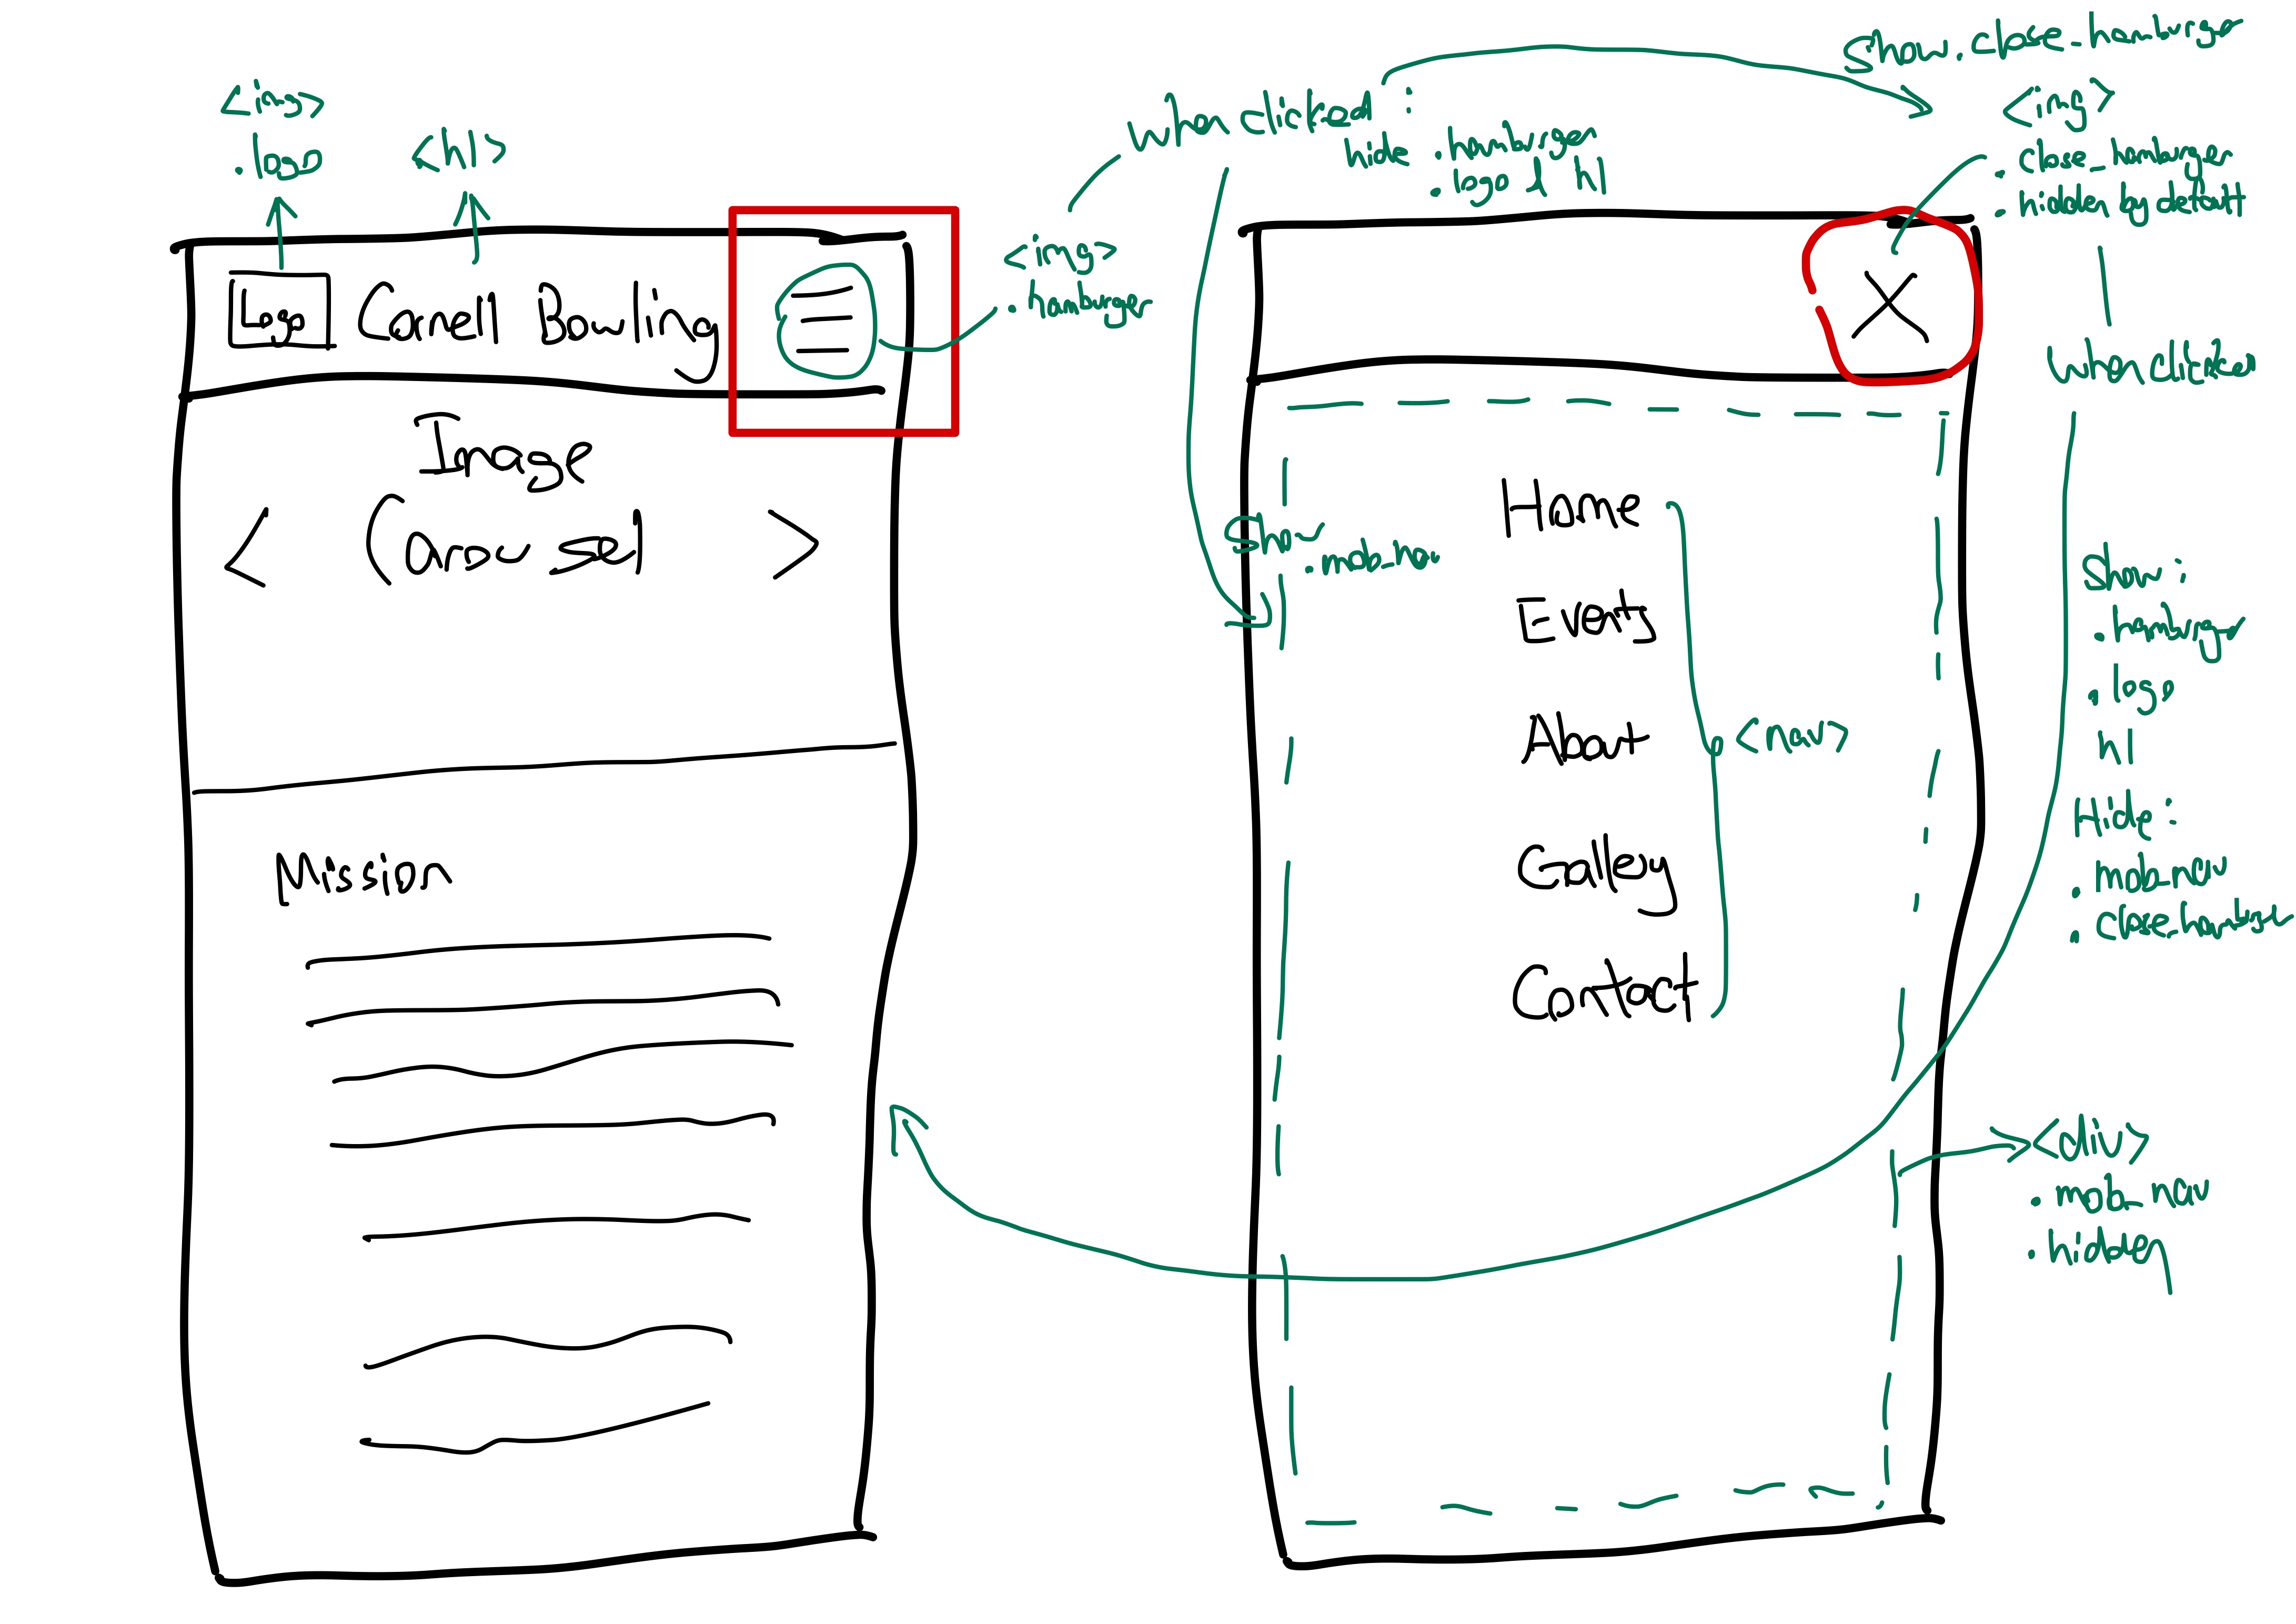 <img>
.logo
<h1>
Logo
Cornell Bowling
<img>
.hamburger
Image
< (Carousel) >
Mission
when clicked :
hide .hamburger
.logo & h1
Show .close_hamburger
<img>
.close_hamburger
.hidden by default
when clicked
Show
.mob_nav
Home
Events
About
Gallery
Contact
<nav>
Show:
.hamburger
.logo
h1
Hide:
.mob_nav
.close_hamburger
<div>
.mob_nav
.hidden